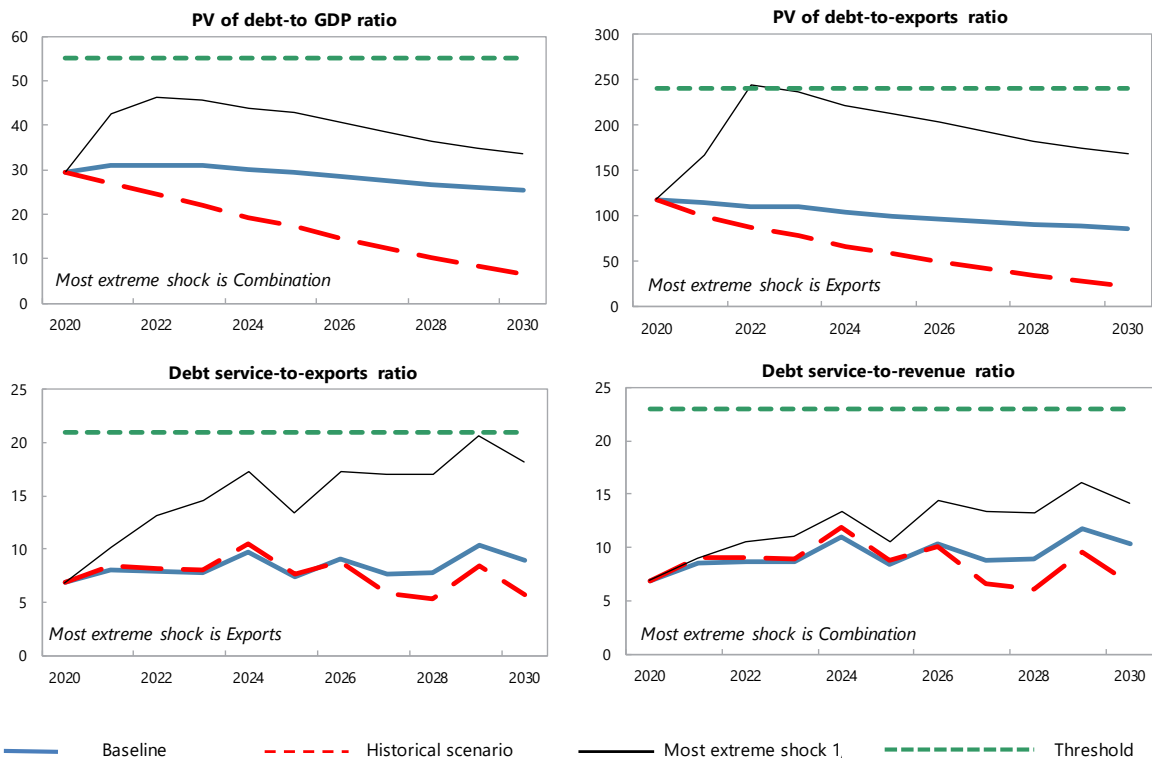 PV of debt-to GDP ratio
60
50
40
30
20
10
0
Most extreme shock is Combination
2020 2022 2024 2026 2028 2030
PV of debt-to-exports ratio
300
250
200
150
100
50
0
Most extreme shock is Exports
2020 2022 2024 2026 2028 2030
Debt service-to-exports ratio
25
20
15
10
5
0
Most extreme shock is Exports
2020 2022 2024 2026 2028 2030
Debt service-to-revenue ratio
25
20
15
10
5
0
Most extreme shock is Combination
2020 2022 2024 2026 2028 2030
Baseline Historical scenario Most extreme shock 1, Threshold